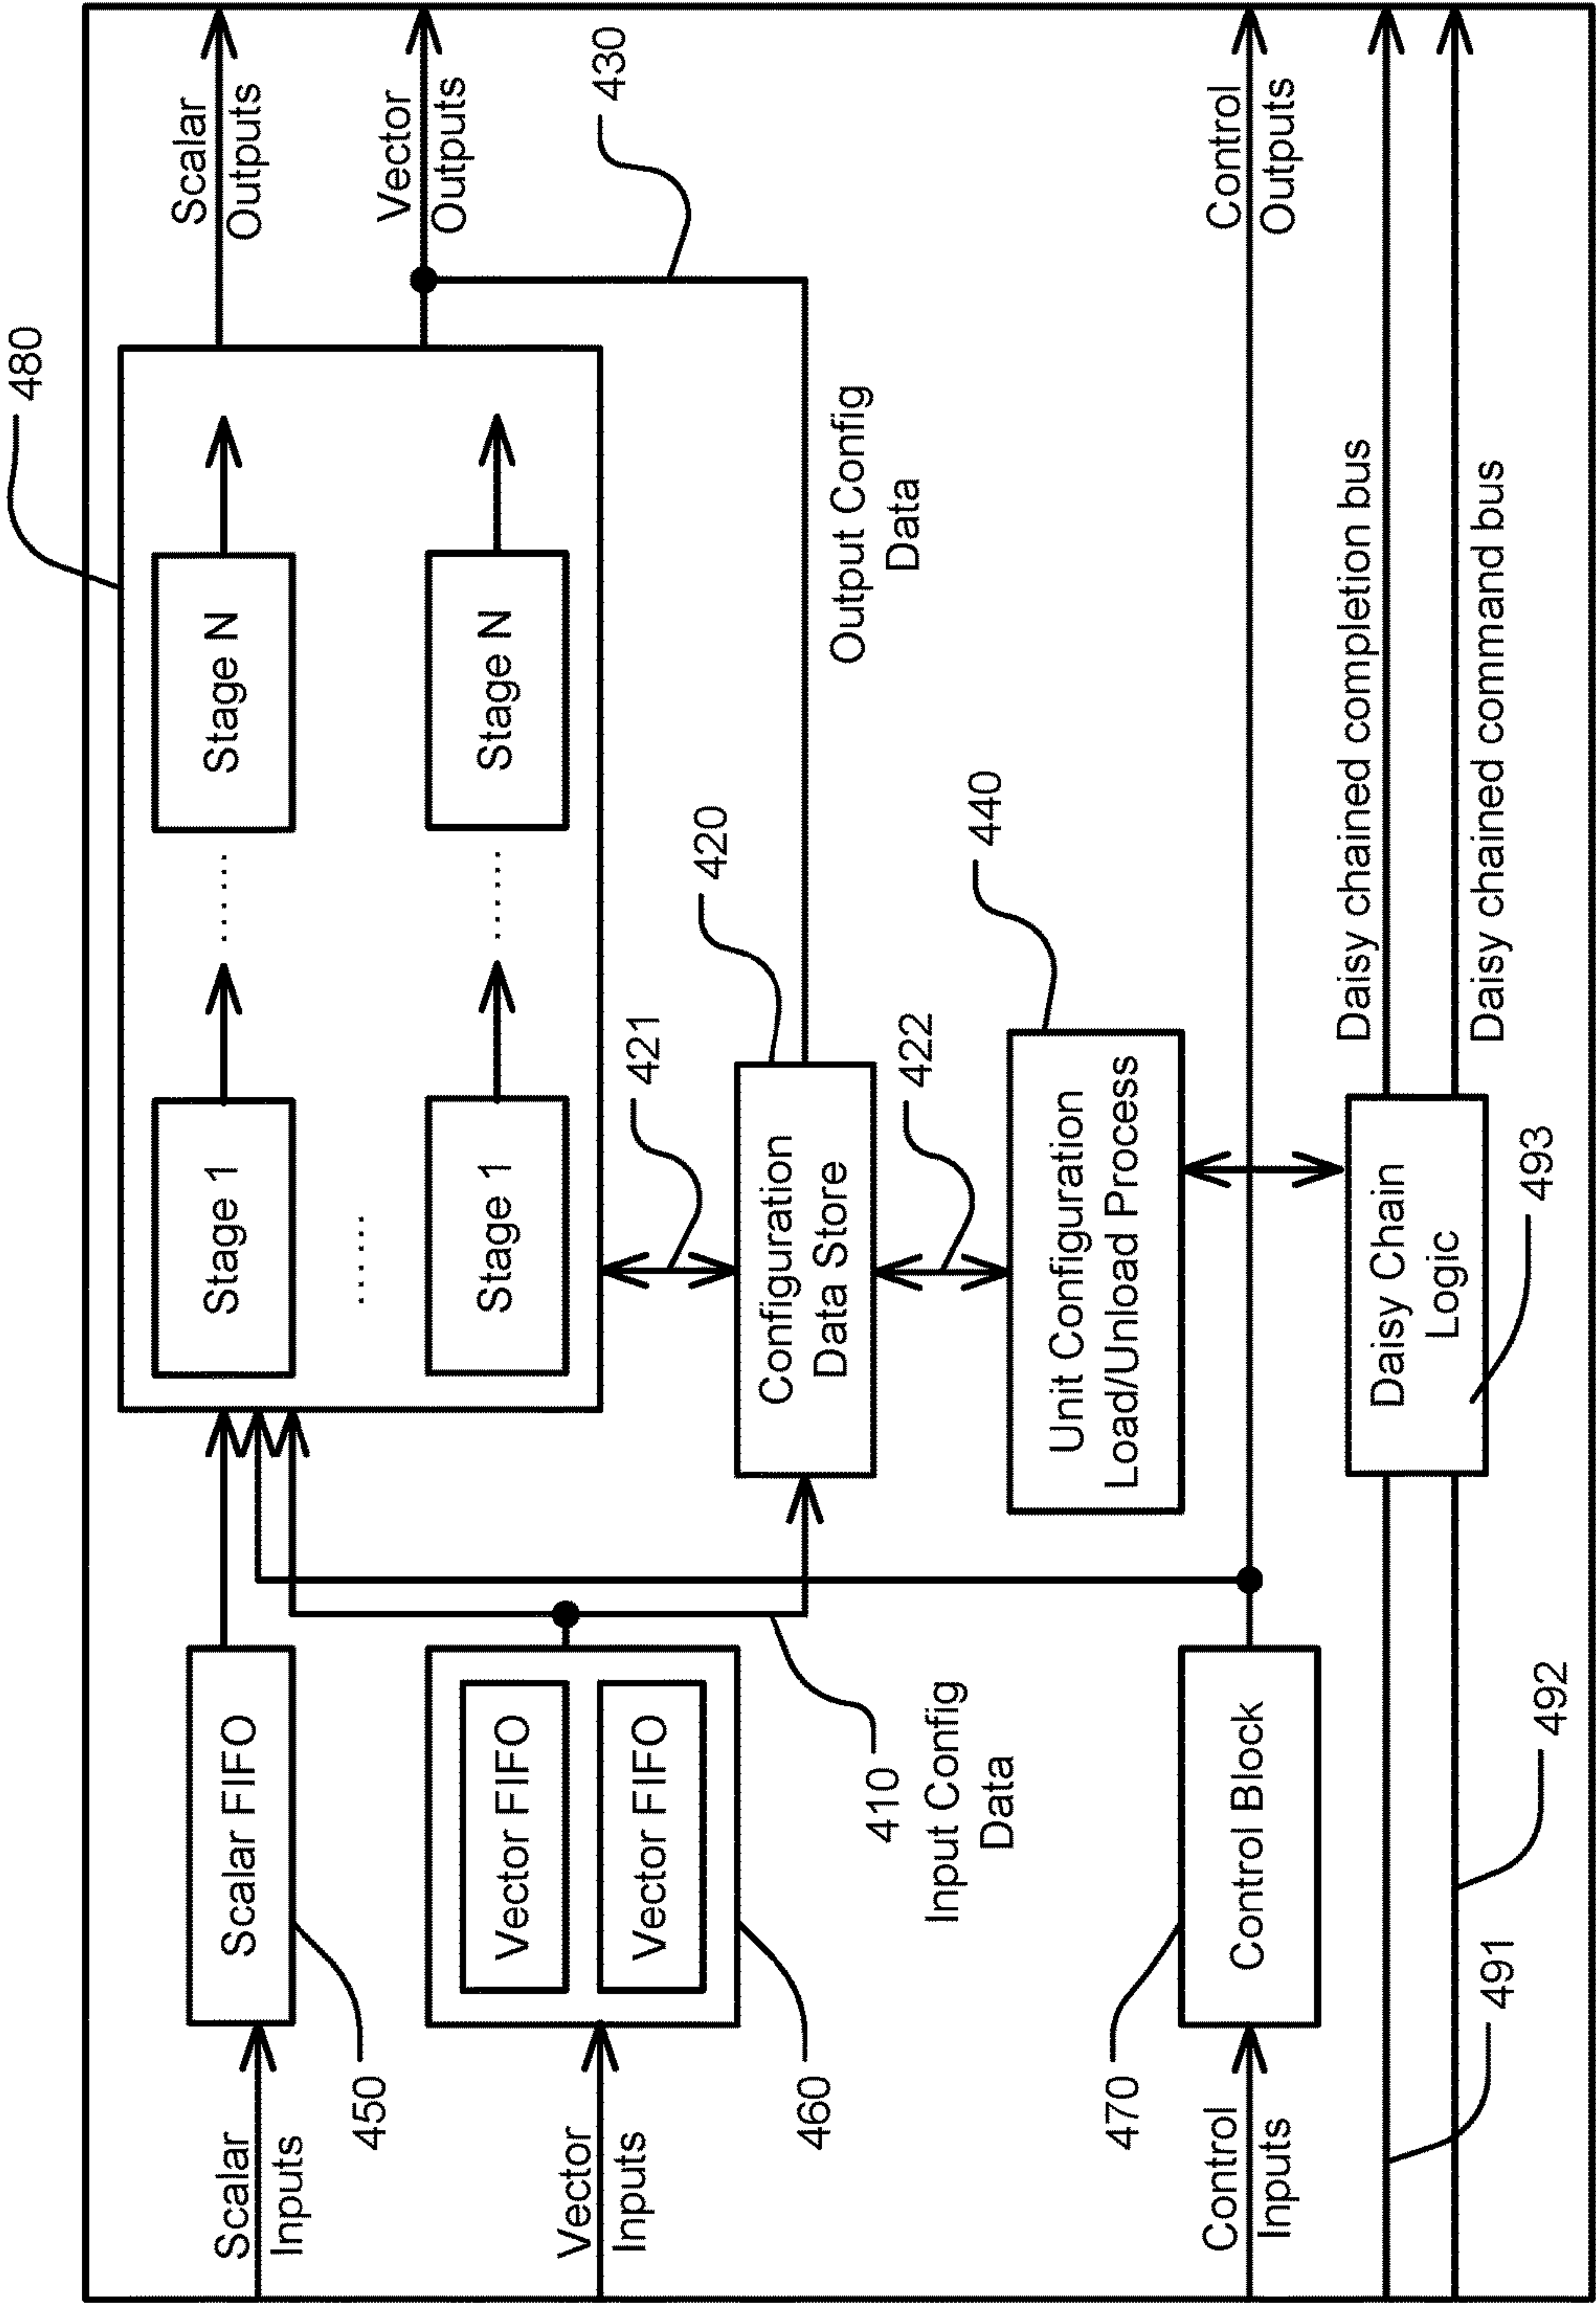 480
Scalar
Outputs
Vector
Outputs
430
Scalar
Inputs
Scalar FIFO
450
Stage 1
......
Stage N
......
Stage 1
......
Stage N
Vector
Inputs
Vector FIFO
Vector FIFO
460
410
Input Config
Data
421
420
Configuration
Data Store
Output Config
Data
422
440
Unit Configuration
Load/Unload Process
Control
Inputs
470
Control Block
Control
Outputs
Daisy chained completion bus
Daisy Chain
Logic
Daisy chained command bus
491
492
493